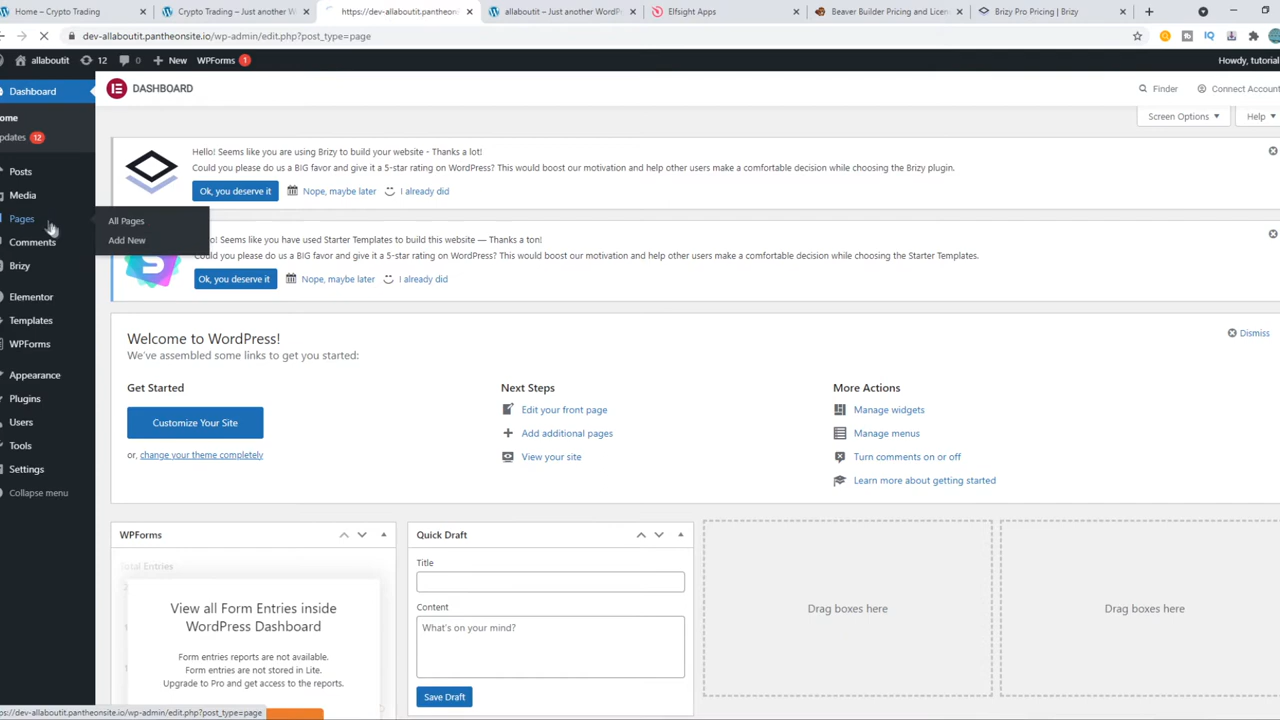 Home – Crypto Trading
Crypto Trading – Just another W
https://dev-allaboutit.pantheonsite.io
allaboutit – Just another WordPre
Elfsight Apps
Beaver Builder Pricing and Licen
Brizy Pro Pricing | Brizy
dev-allaboutit.pantheonsite.io/wp-admin/edit.php?post_type=page
allaboutit
12
0
New
WPForms 1
Howdy, tutorial
Dashboard
DASHBOARD
Finder
Connect Account
Home
Updates 12
Screen Options
Help
Hello! Seems like you are using Brizy to build your website - Thanks a lot!
Could you please do us a BIG favor and give it a 5-star rating on WordPress? This would boost our motivation and help other users make a comfortable decision while choosing the Brizy plugin.
Ok, you deserve it
Nope, maybe later
I already did
Posts
Media
Pages
Comments
Brizy
Elementor
Templates
WPForms
Appearance
Plugins
Users
Tools
Settings
Collapse menu
All Pages
Add New
lo! Seems like you have used Starter Templates to build this website — Thanks a ton!
Could you please do us a BIG favor and give it a 5-star rating on WordPress? This would boost our motivation and help other users make a comfortable decision while choosing the Starter Templates.
Ok, you deserve it
Nope, maybe later
I already did
Welcome to WordPress!
We've assembled some links to get you started:
Dismiss
Get Started
Customize Your Site
or, change your theme completely
Next Steps
Edit your front page
Add additional pages
View your site
More Actions
Manage widgets
Manage menus
Turn comments on or off
Learn more about getting started
WPForms
Total Entries
View all Form Entries inside
WordPress Dashboard
Form entries reports are not available.
Form entries are not stored in Lite.
Upgrade to Pro and get access to the reports.
Quick Draft
Title
Content
What's on your mind?
Save Draft
Drag boxes here
Drag boxes here
ps://dev-allaboutit.pantheonsite.io/wp-admin/edit.php?post_type=page